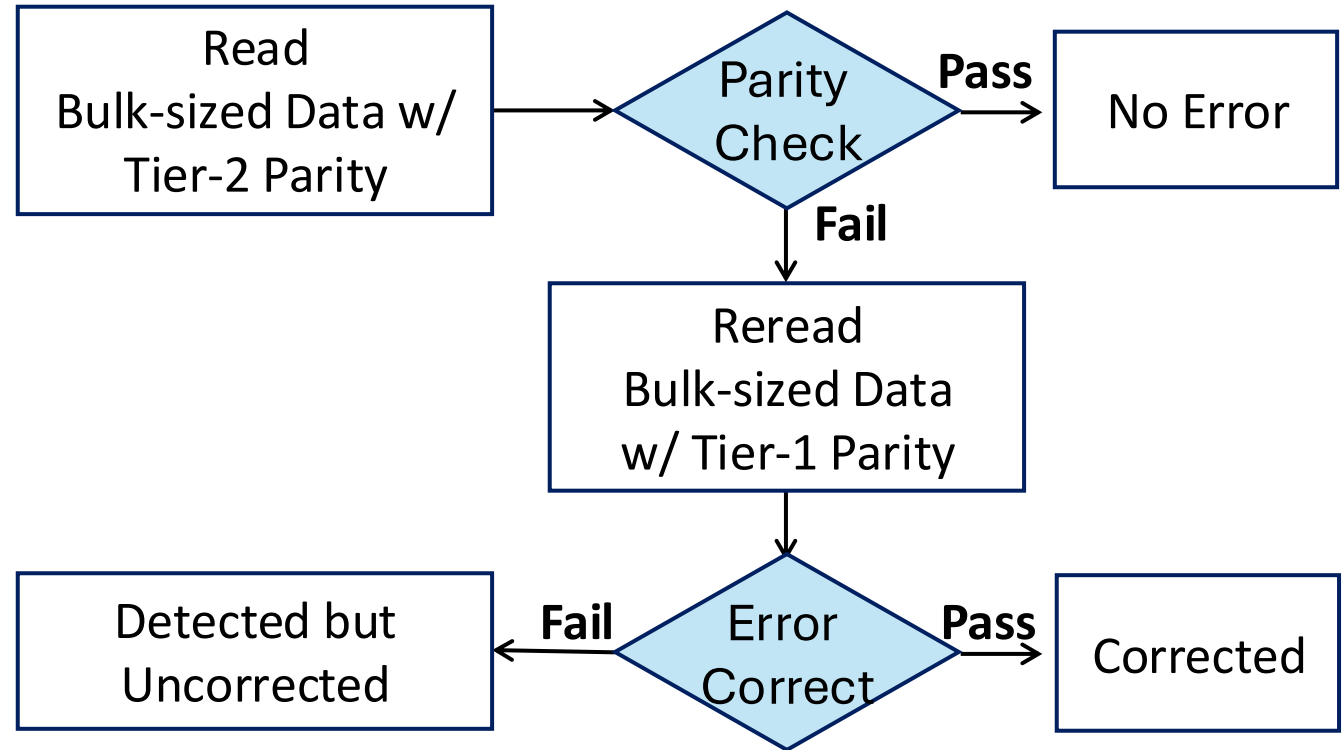 Read
Bulk-sized Data w/
Tier-2 Parity
Parity
Check
Pass
No Error
Fail
Reread
Bulk-sized Data
w/ Tier-1 Parity
Detected but
Uncorrected
Fail
Error
Correct
Pass
Corrected